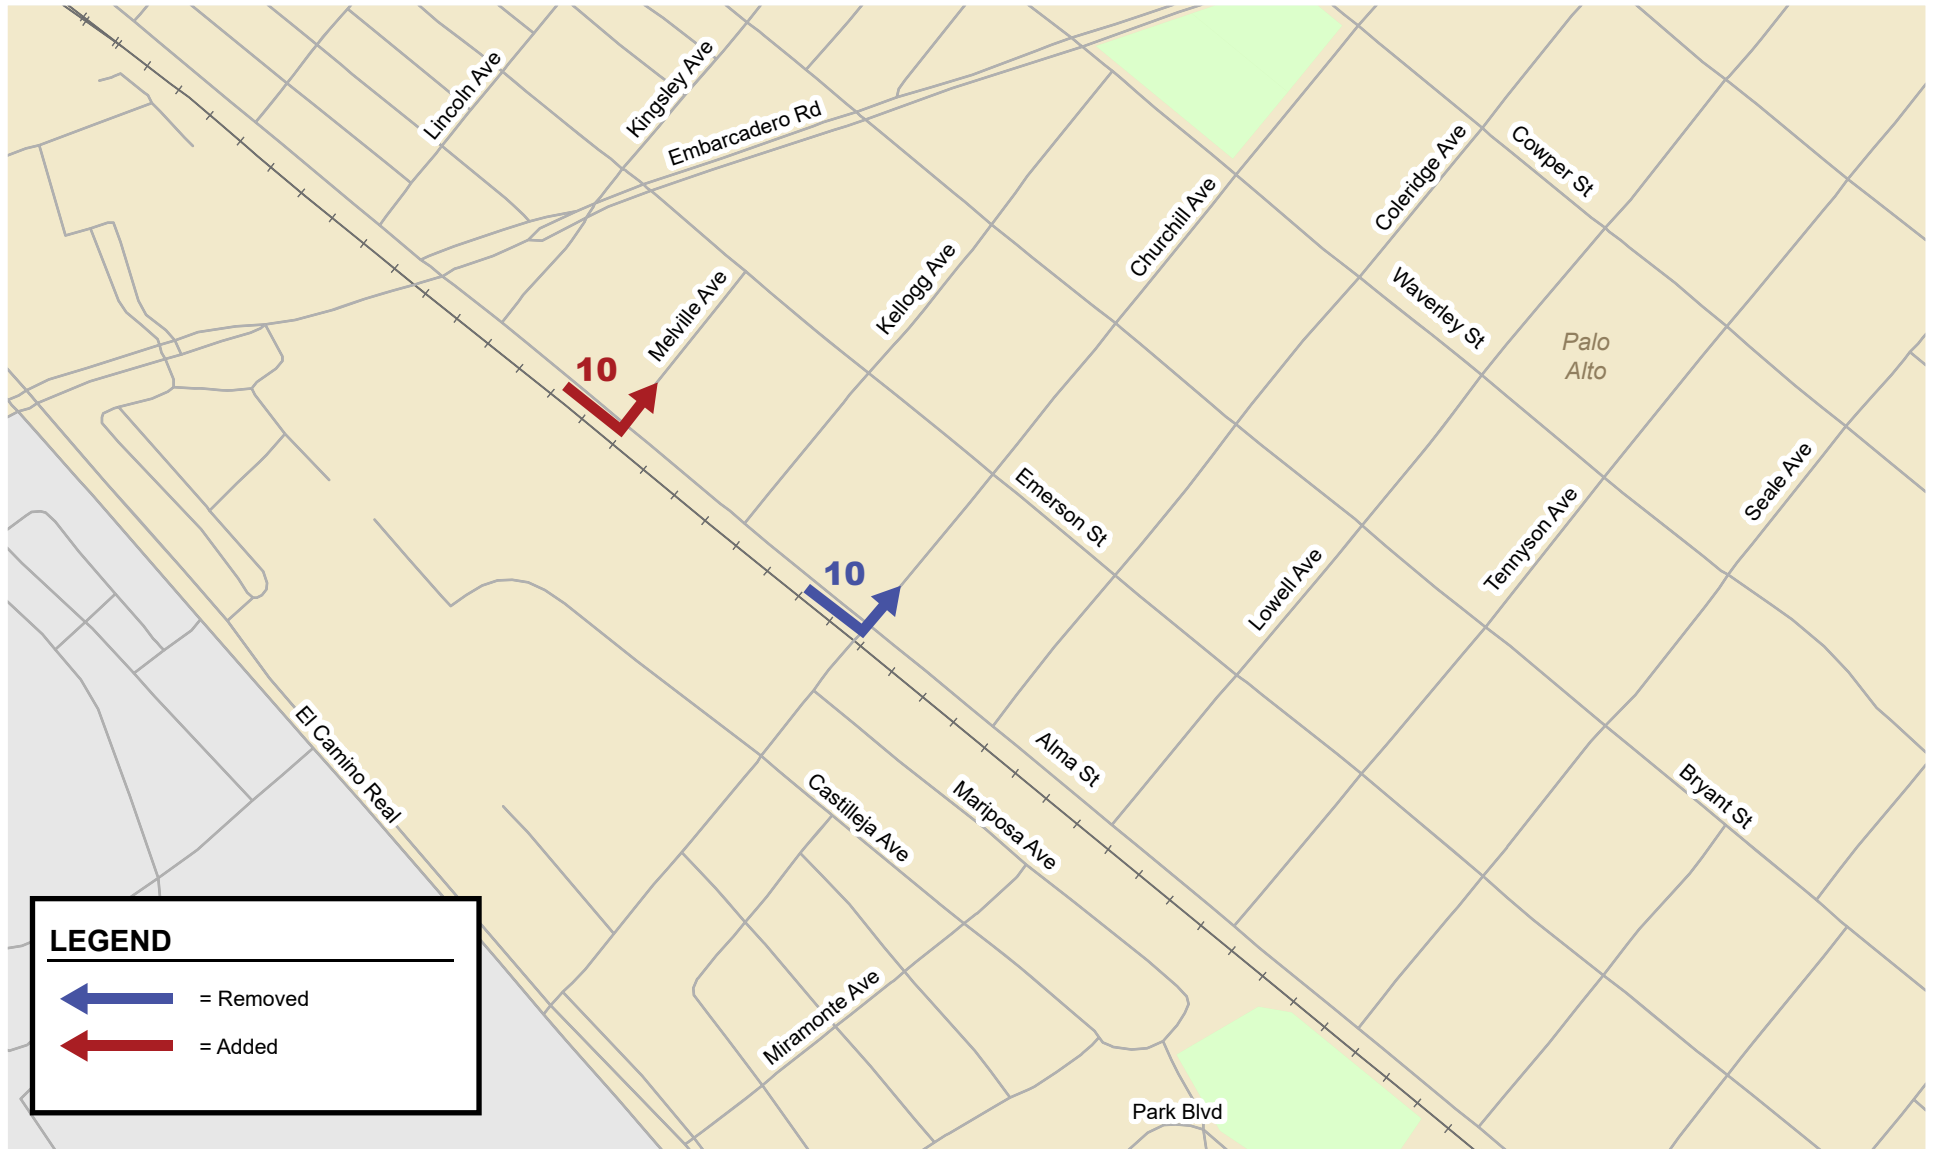 Lincoln Ave
Kingsley Ave
Embarcadero Rd
Coleridge Ave
Cowper St
Churchill Ave
Kellogg Ave
Melville Ave
Waverley St
Palo
Alto
10
Emerson St
Seale Ave
Tennyson Ave
Lowell Ave
10
El Camino Real
Alma St
Castilleja Ave
Mariposa Ave
Bryant St
Miramonte Ave
Park Blvd
LEGEND
= Removed
= Added